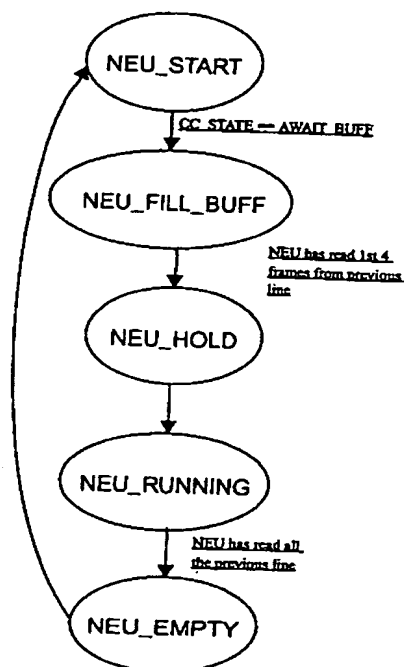 NEU_START
CC_STATE == AWAIT_BUFF
NEU_FILL_BUFF
NEU has read 1st 4
frames from previous
line
NEU_HOLD
NEU_RUNNING
NEU has read all
the previous line
NEU_EMPTY